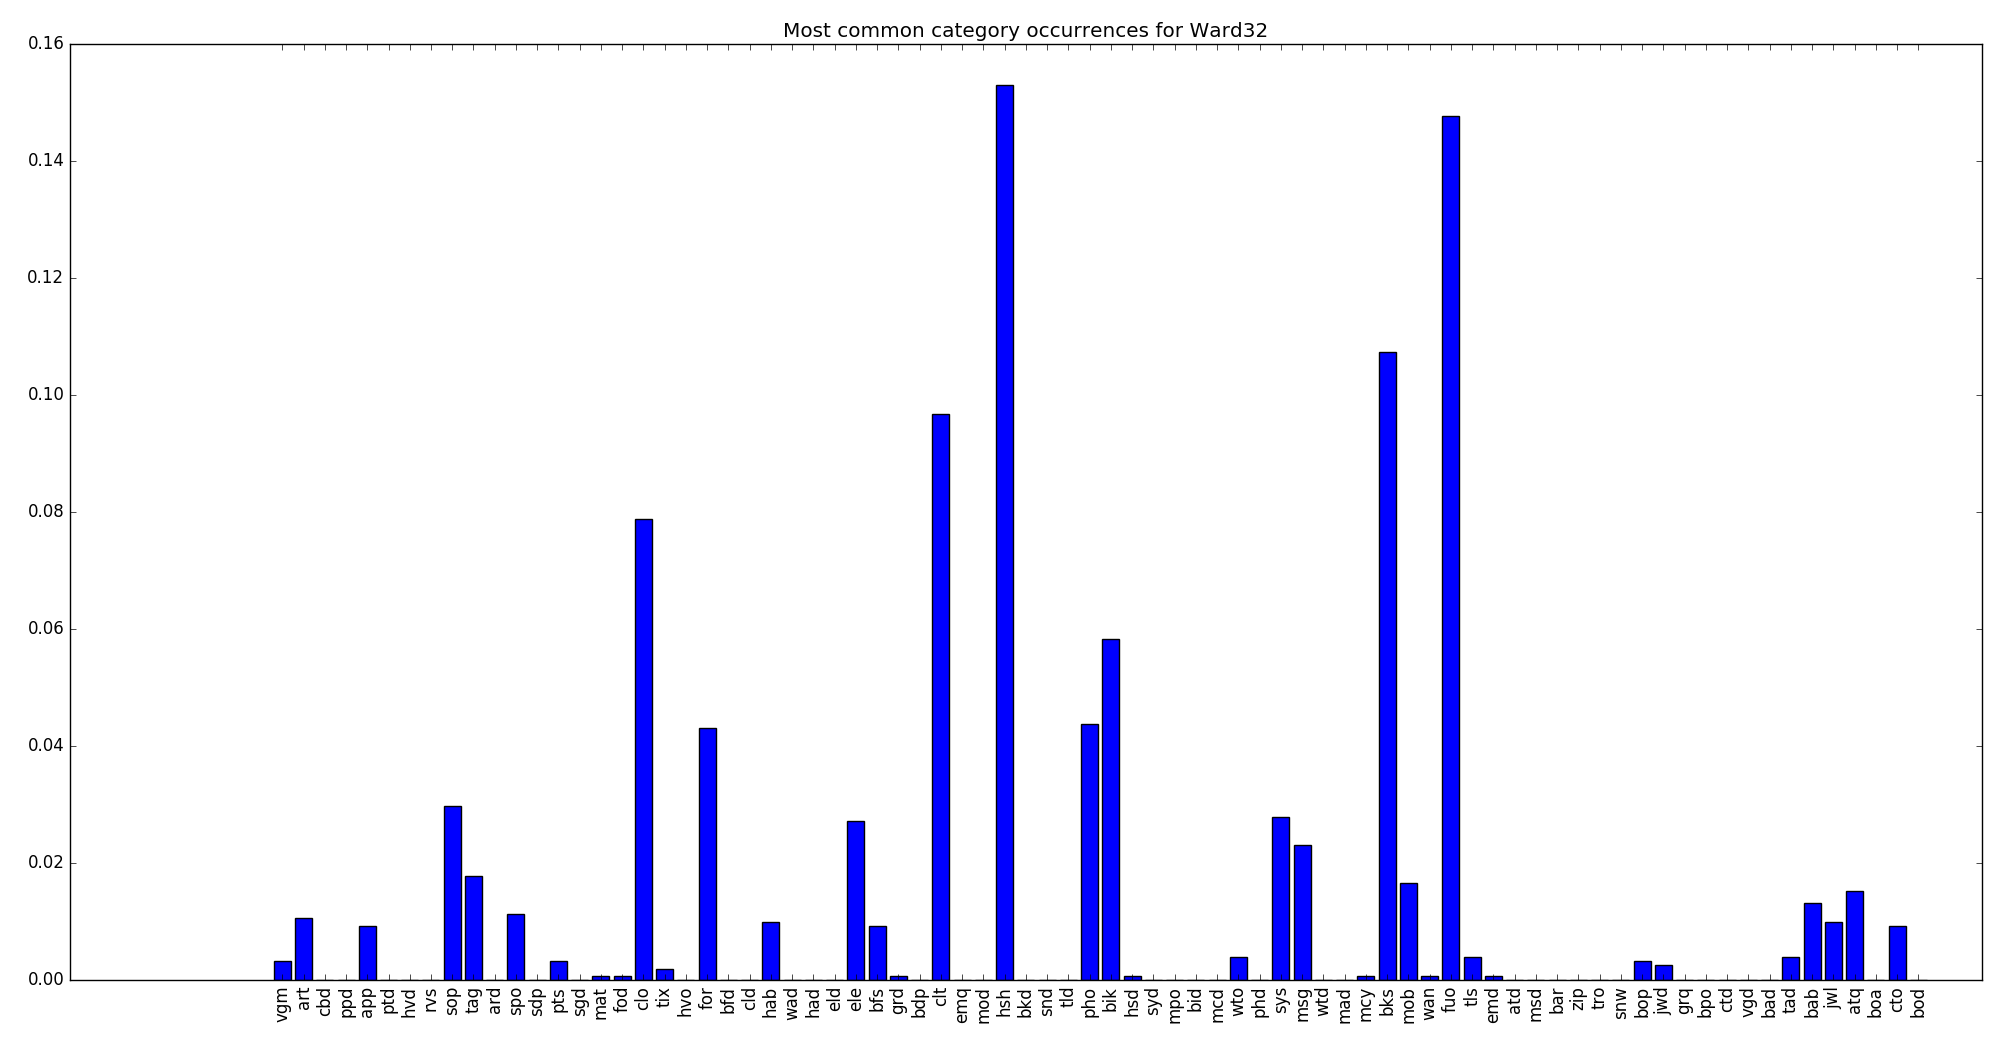 Most common category occurrences for Ward32
0.16
0.14
0.12
0.10
0.08
0.06
0.04
0.02
0.00
vgm
art
cbd
ppd
app
ptd
hvd
rvs
sop
tag
ard
spo
sdp
pts
sgd
mat
fod
clo
tix
hvo
for
bfd
cld
hab
wad
had
eld
ele
bfs
grd
bdp
clt
emq
mod
hsh
bkd
snd
tld
pho
bik
hsd
syd
mpo
bid
mcd
wto
phd
sys
msg
wtd
mad
mcy
bks
mob
wan
fuo
tls
emd
atd
msd
bar
zip
tro
snw
bop
jwd
grq
bpo
ctd
vgd
bad
tad
bab
jwl
atq
boa
cto
bod